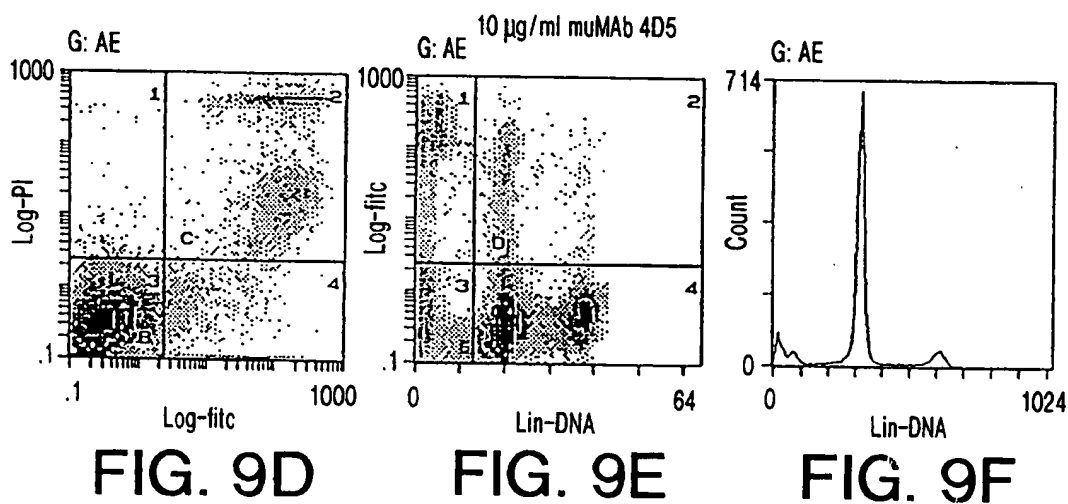 10 µg/ml muMAb 4D5
G: AE
1000
1
2
C
4
B
Log-PI
.1
.1
1000
Log-fitc
FIG. 9D
G: AE
1000
1
2
D
3
4
E
Log-fitc
.1
0
64
Lin-DNA
FIG. 9E
G: AE
714
Count
0
0
1024
Lin-DNA
FIG. 9F